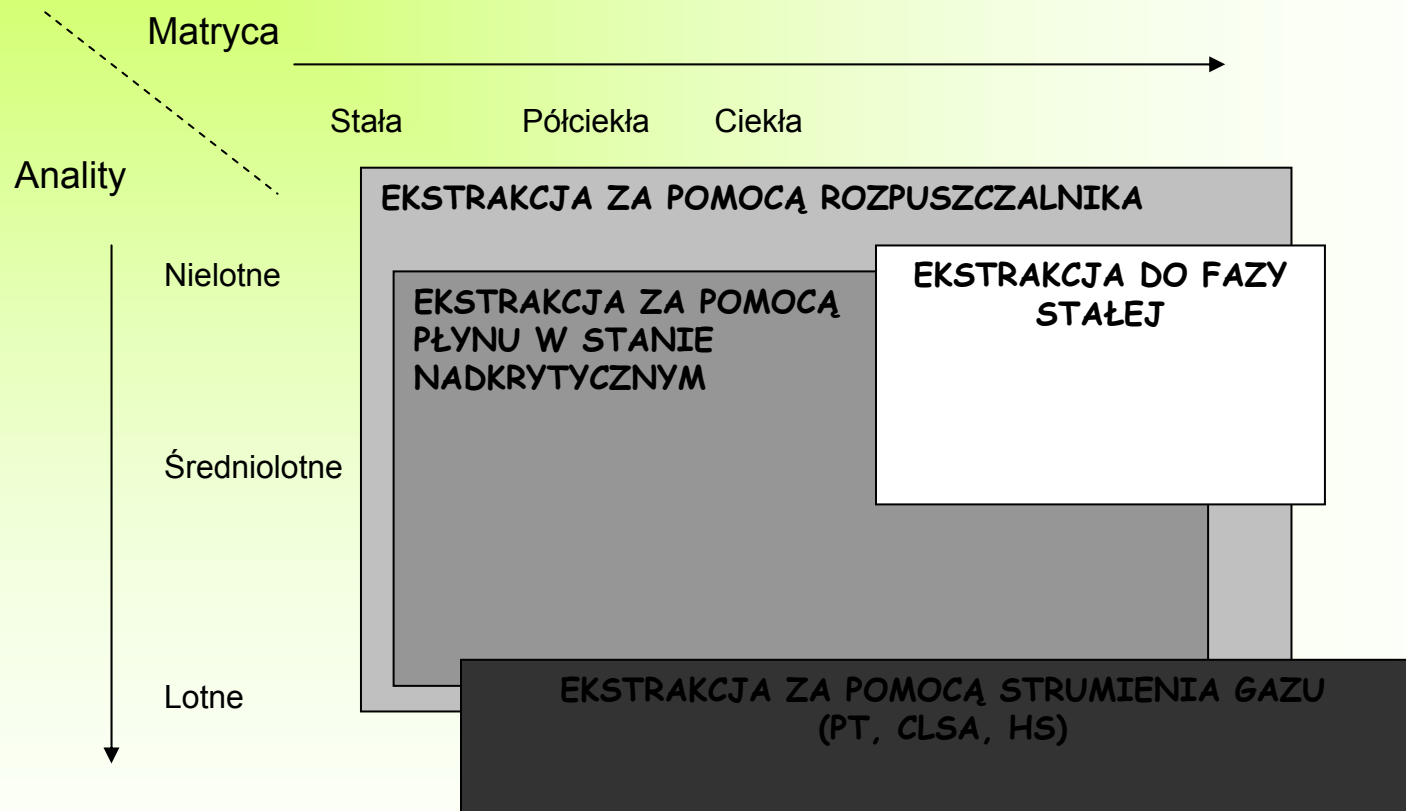 Matryca
Stała Półciekła Ciekła
Anality
EKSTRAKCJA ZA POMOCĄ ROZPUSZCZALNIKA
Nielotne
EKSTRAKCJA DO FAZY
STAŁEJ
EKSTRAKCJA ZA POMOCĄ
PŁYNU W STANIE
NADKRYTYCZNYM
Średniolotne
Lotne
EKSTRAKCJA ZA POMOCĄ STRUMIENIA GAZU
(PT, CLSA, HS)